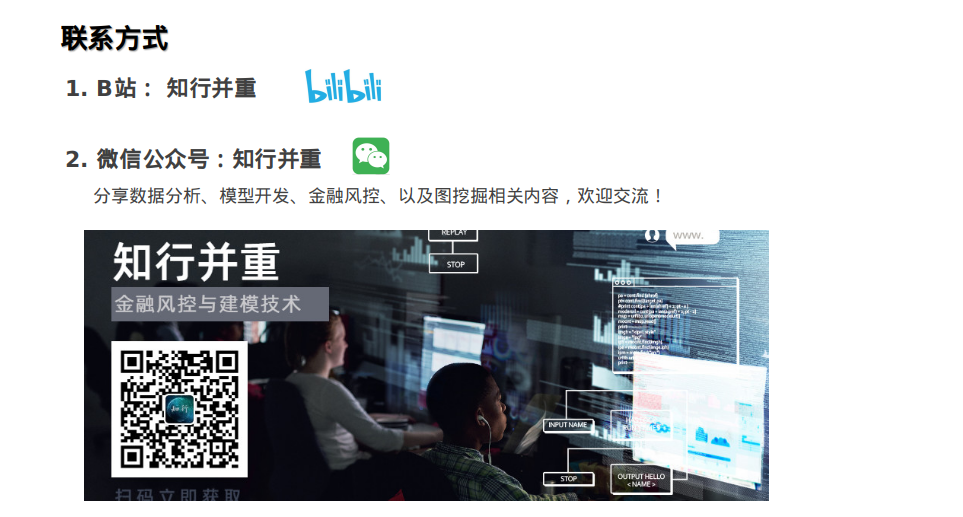 联系方式
1. B站： 知行并重
bilibili
2. 微信公众号：知行并重
分享数据分析、模型开发、金融风控、以及图挖掘相关内容，欢迎交流！
知行并重
金融风控与建模技术
扫码立即获取
REPLAY
STOP
www.
INPUT NAME
STOP
OUTPUT HELLO
< NAME >